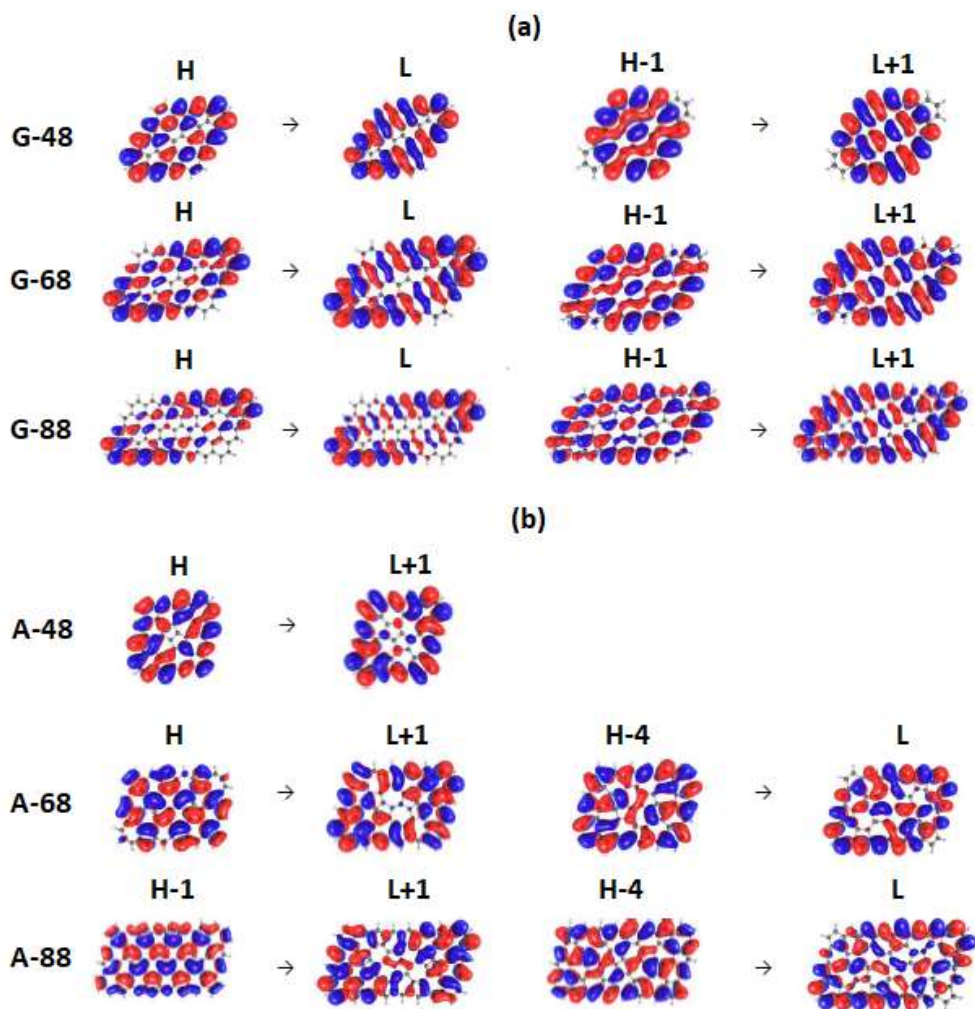 (a)
H L H-1 L+1
G-48 → →
H L H-1 L+1
G-68 → →
H L H-1 L+1
G-88 → →
(b)
H L+1
A-48 →
H L+1 H-4 L
A-68 → →
H-1 L+1 H-4 L
A-88 → →